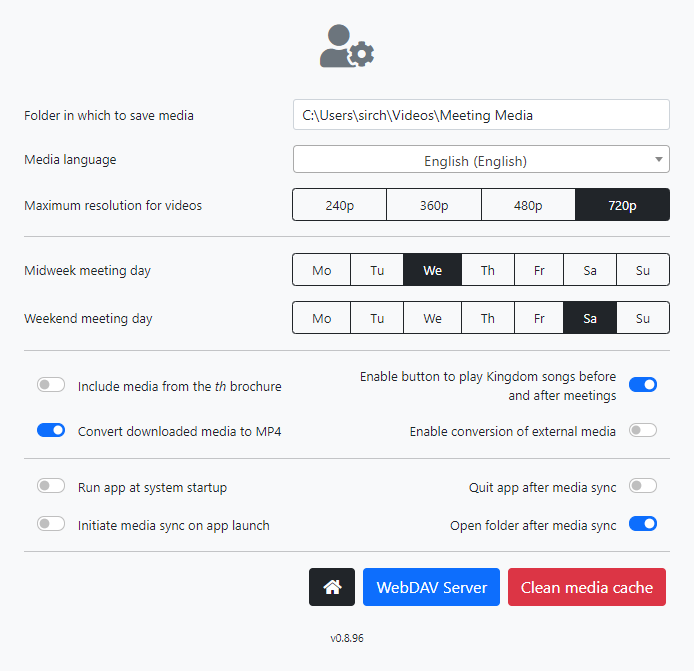 Folder in which to save media
C:\Users\sirch\Videos\Meeting Media
Media language
English (English)
Maximum resolution for videos
240p 360p 480p 720p
Midweek meeting day
Mo Tu We Th Fr Sa Su
Weekend meeting day
Mo Tu We Th Fr Sa Su
Include media from the th brochure
Enable button to play Kingdom songs before
and after meetings
Convert downloaded media to MP4
Enable conversion of external media
Run app at system startup
Quit app after media sync
Initiate media sync on app launch
Open folder after media sync
WebDAV Server
Clean media cache
v0.8.96